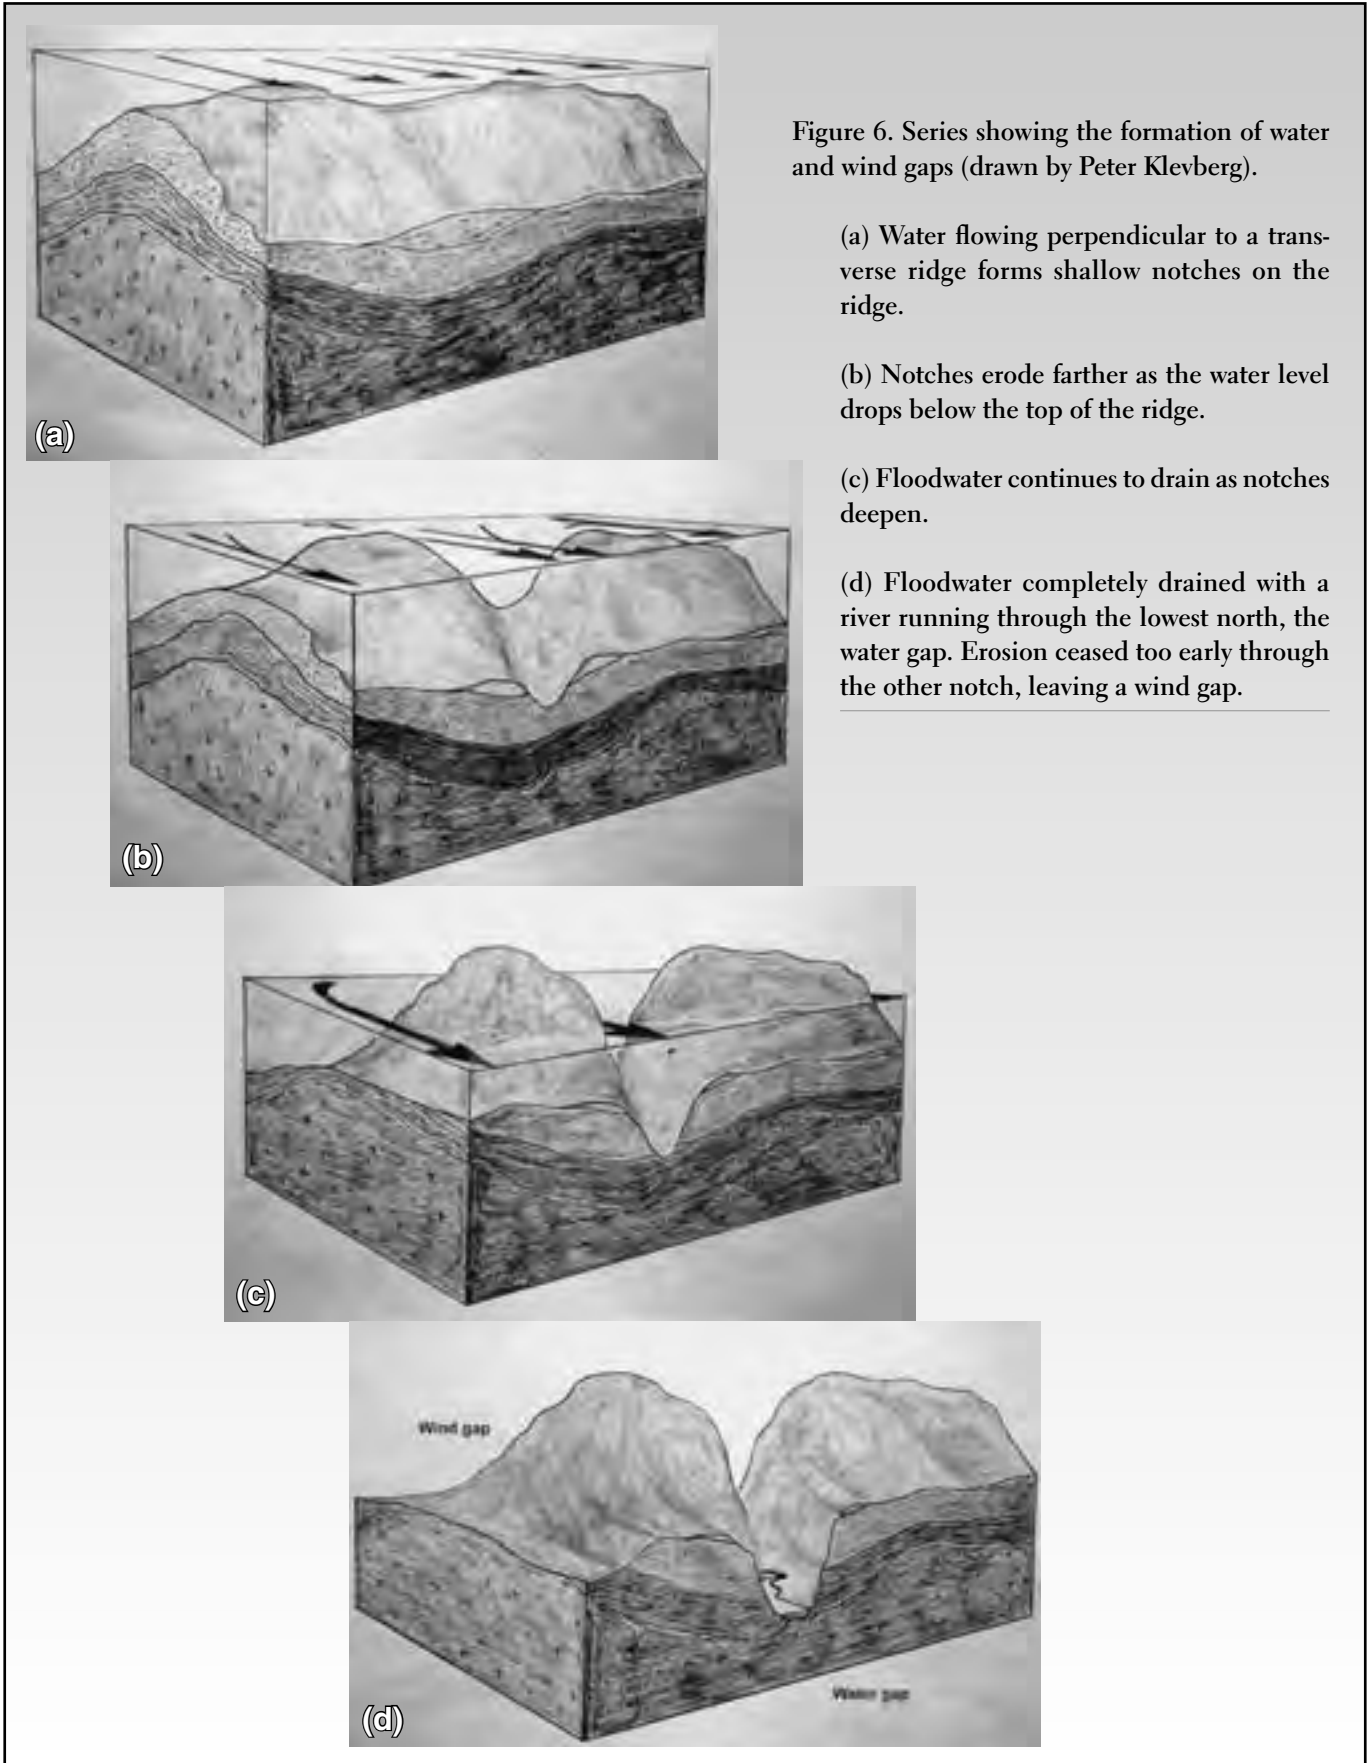 Figure 6. Series showing the formation of water
and wind gaps (drawn by Peter Klevberg).
(a) Water flowing perpendicular to a trans-
verse ridge forms shallow notches on the
ridge.
(b) Notches erode farther as the water level
drops below the top of the ridge.
(c) Floodwater continues to drain as notches
deepen.
(d) Floodwater completely drained with a
river running through the lowest north, the
water gap. Erosion ceased too early through
the other notch, leaving a wind gap.
(a)
(b)
(c)
Wind gap
Water gap
(d)